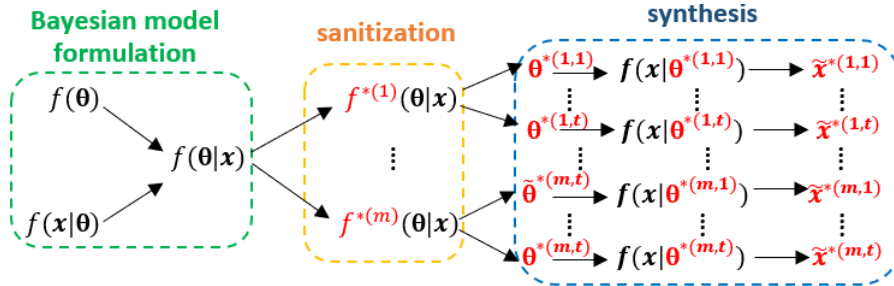 Bayesian model
formulation
sanitization
synthesis
f(θ)
f(x|θ)
f(θ|x)
f*(1)(θ|x)
⋮
f*(m)(θ|x)
θ*(1,1) f(x|θ*(1,1)) x̃*(1,1)
⋮ ⋮ ⋮
θ*(1,t) f(x|θ*(1,t)) x̃*(1,t)
⋮ ⋮
θ̃*(m,t) f(x|θ*(m,1)) x̃*(m,1)
⋮ ⋮ ⋮
θ*(m,t) f(x|θ*(m,t)) x̃*(m,t)